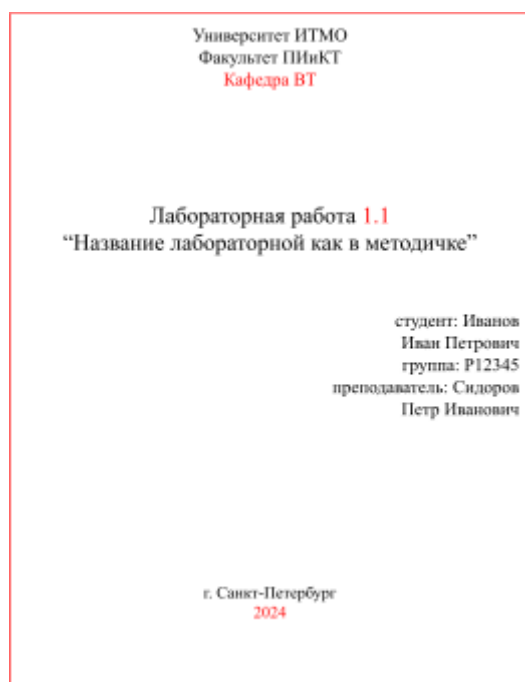 Университет ИТМО
Факультет ПИиКТ
Кафедра ВТ
Лабораторная работа 1.1
“Название лабораторной как в методичке”
студент: Иванов
Иван Петрович
группа: P12345
преподаватель: Сидоров
Петр Иванович
г. Санкт-Петербург
2024